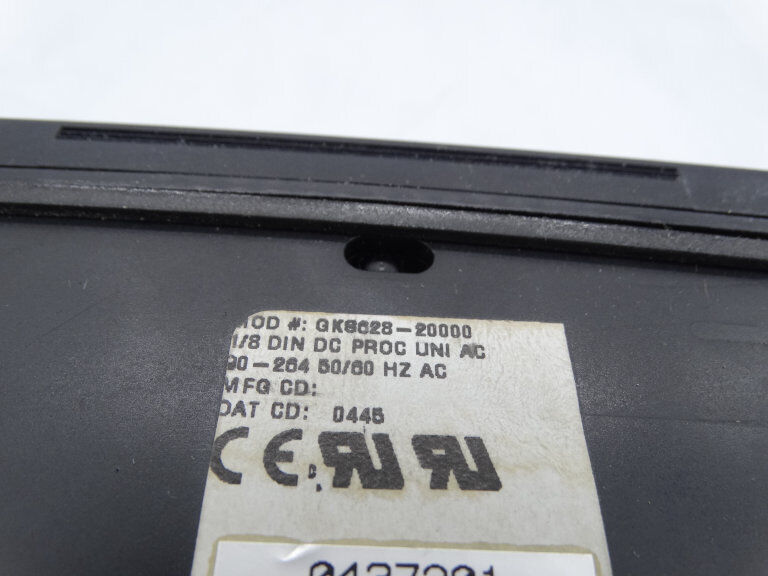 MOD #: GK8628-20000
1/8 DIN DC PROC UNI AC
90-264 50/60 HZ AC
MFG CD:
DAT CD: 0445
CE